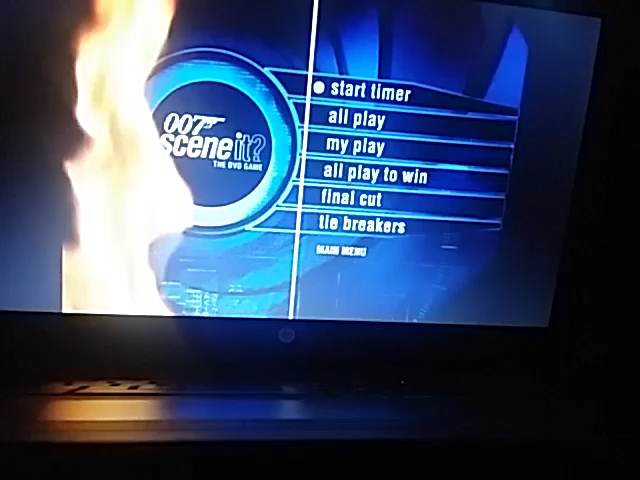 007
scene it?
THE DVD GAME
start timer
all play
my play
all play to win
final cut
tie breakers
MAIN MENU
hp